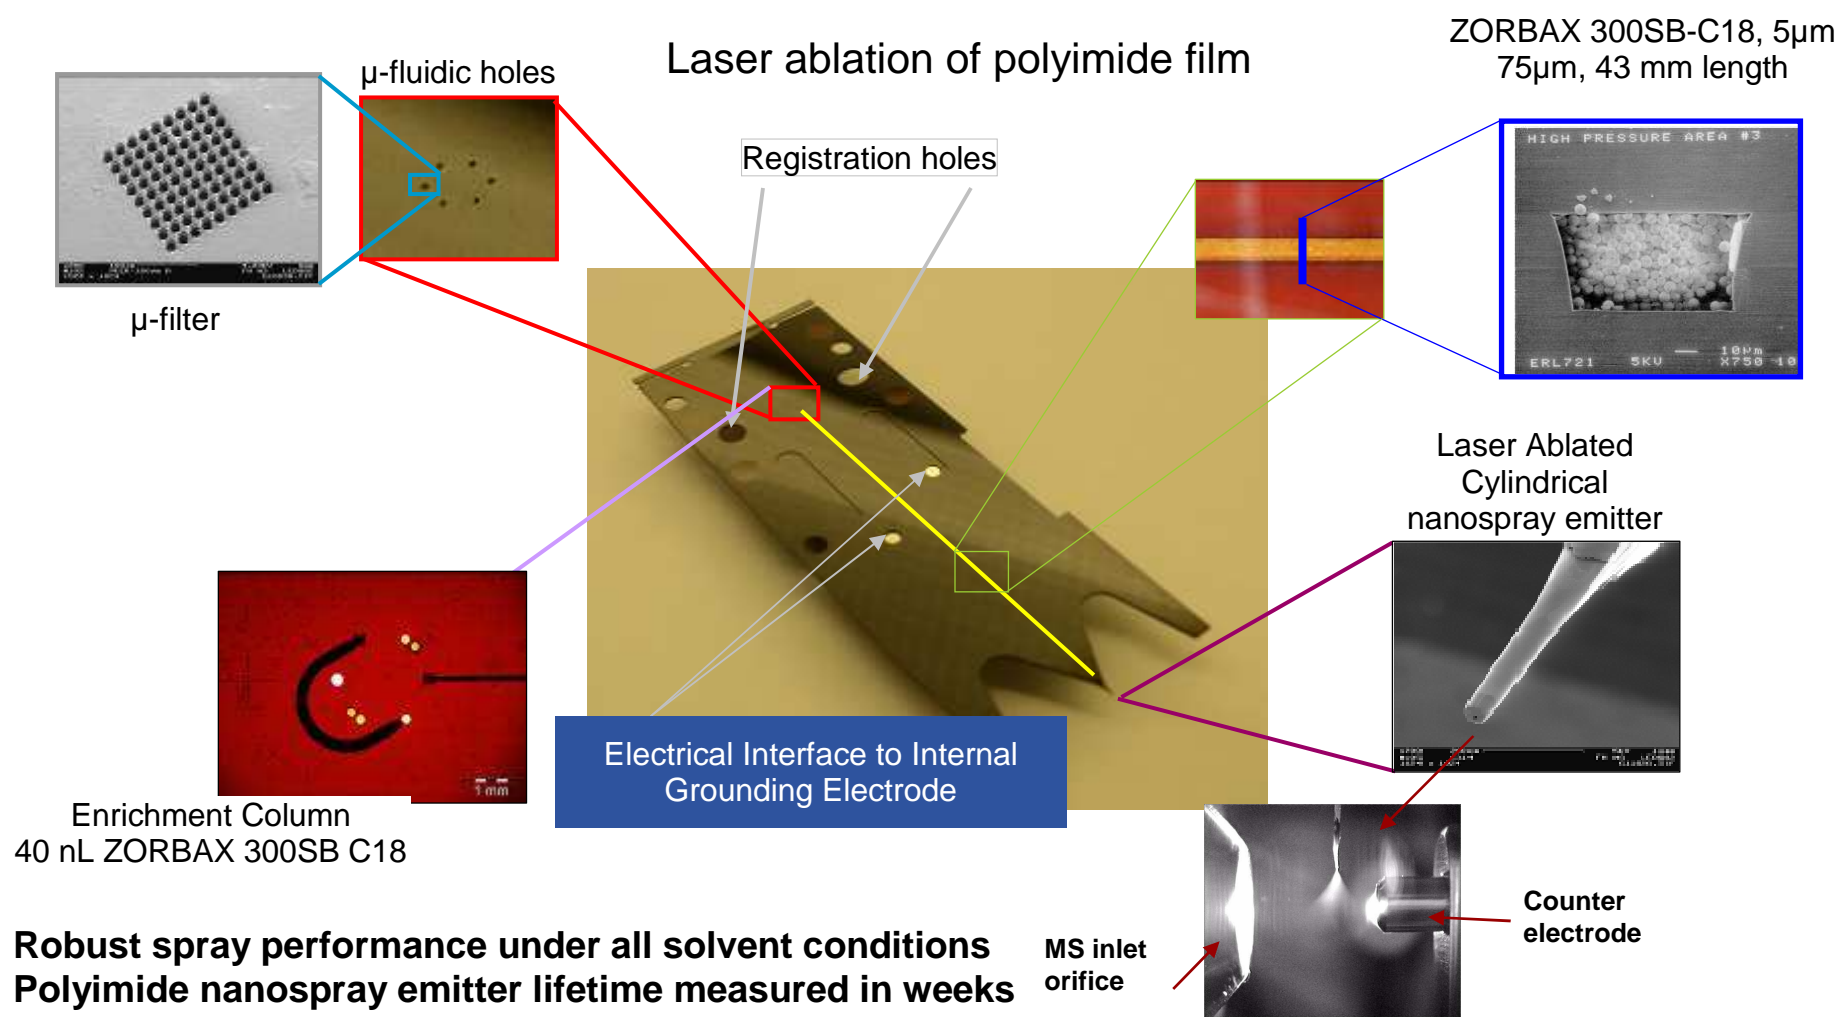 Laser ablation of polyimide film
ZORBAX 300SB-C18, 5µm
75µm, 43 mm length
µ-fluidic holes
Registration holes
HIGH PRESSURE AREA #3
µ-filter
10µm
ERL721 5KV X750 10
Laser Ablated
Cylindrical
nanospray emitter
1 mm
Electrical Interface to Internal
Grounding Electrode
Enrichment Column
40 nL ZORBAX 300SB C18
Counter
electrode
MS inlet
orifice
Robust spray performance under all solvent conditions
Polyimide nanospray emitter lifetime measured in weeks